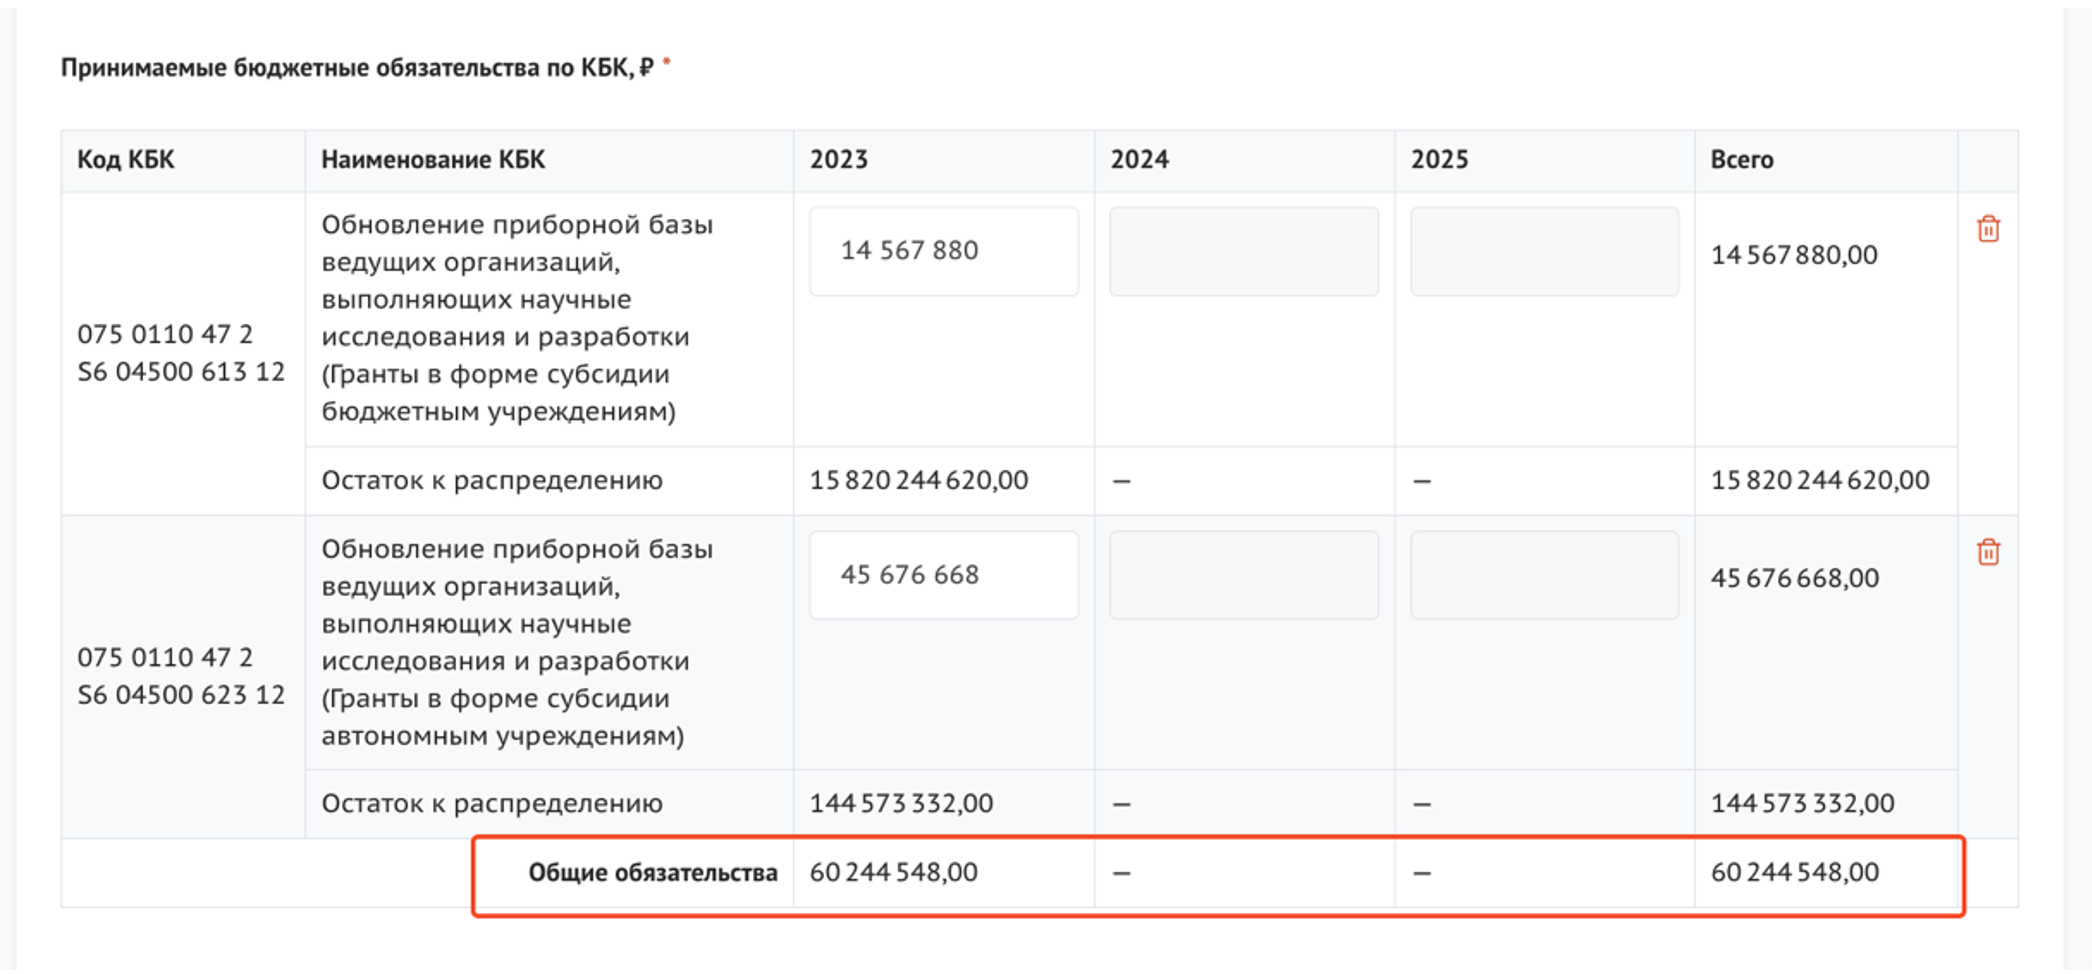 Принимаемые бюджетные обязательства по КБК, ₽ *
Код КБК Наименование КБК 2023 2024 2025 Всего
075 0110 47 2
S6 04500 613 12
Обновление приборной базы
ведущих организаций,
выполняющих научные
исследования и разработки
(Гранты в форме субсидии
бюджетным учреждениям)
14 567 880
14 567 880,00
Остаток к распределению 15 820 244 620,00 — — 15 820 244 620,00
075 0110 47 2
S6 04500 623 12
Обновление приборной базы
ведущих организаций,
выполняющих научные
исследования и разработки
(Гранты в форме субсидии
автономным учреждениям)
45 676 668
45 676 668,00
Остаток к распределению 144 573 332,00 — — 144 573 332,00
Общие обязательства 60 244 548,00 — — 60 244 548,00